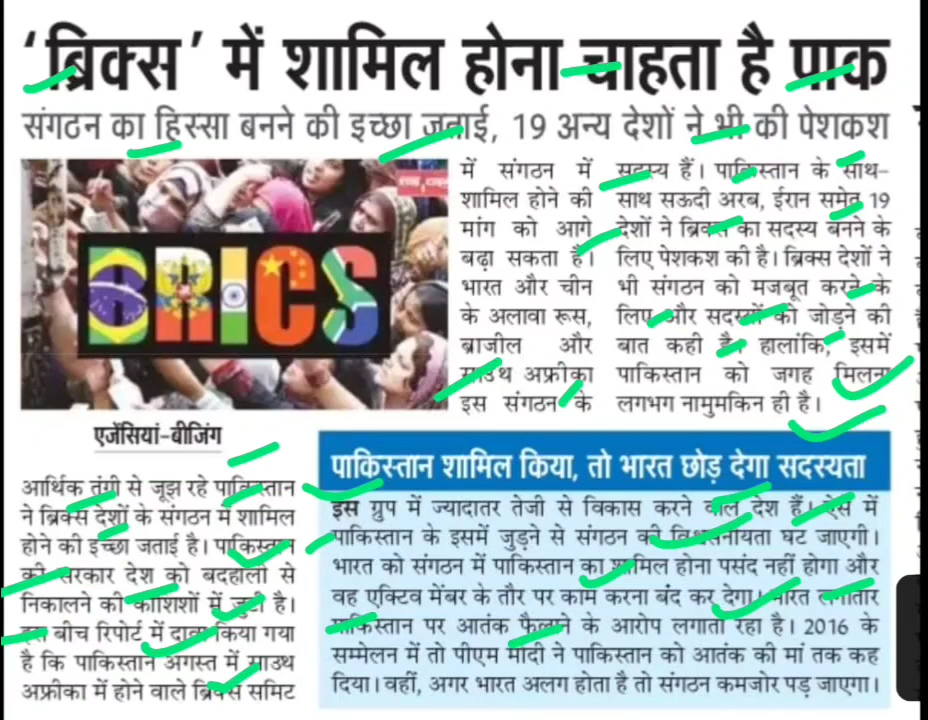 'ब्रिक्स' में शामिल होना चाहता है पाक
संगठन का हिस्सा बनने की इच्छा जताई, 19 अन्य देशों ने भी की पेशकश
BRICS
एजेंसियां-बीजिंग
आर्थिक तंगी से जूझ रहे पाकिस्तान
ने ब्रिक्स देशों के संगठन में शामिल
होने की इच्छा जताई है। पाकिस्तान
की सरकार देश को बदहाली से
निकालने की कोशिशों में जुटी है।
इस बीच रिपोर्ट में दावा किया गया
है कि पाकिस्तान अगस्त में साउथ
अफ्रीका में होने वाले ब्रिक्स समिट
में संगठन में
शामिल होने की
मांग को आगे
बढ़ा सकता है।
भारत और चीन
के अलावा रूस,
ब्राजील और
साउथ अफ्रीका
इस संगठन के
सदस्य हैं। पाकिस्तान के साथ-
साथ सऊदी अरब, ईरान समेत 19
देशों ने ब्रिक्स का सदस्य बनने के
लिए पेशकश की है। ब्रिक्स देशों ने
भी संगठन को मजबूत करने के
लिए और सदस्यों को जोड़ने की
बात कही है। हालांकि, इसमें
पाकिस्तान को जगह मिलना
लगभग नामुमकिन ही है।
पाकिस्तान शामिल किया, तो भारत छोड़ देगा सदस्यता
इस ग्रुप में ज्यादातर तेजी से विकास करने वाले देश हैं। ऐसे में
पाकिस्तान के इसमें जुड़ने से संगठन की विश्वसनीयता घट जाएगी।
भारत को संगठन में पाकिस्तान का शामिल होना पसंद नहीं होगा और
वह एक्टिव मेंबर के तौर पर काम करना बंद कर देगा। भारत लगातार
पाकिस्तान पर आतंक फैलाने के आरोप लगाता रहा है। 2016 के
सम्मेलन में तो पीएम मोदी ने पाकिस्तान को आतंक की मां तक कह
दिया। वहीं, अगर भारत अलग होता है तो संगठन कमजोर पड़ जाएगा।